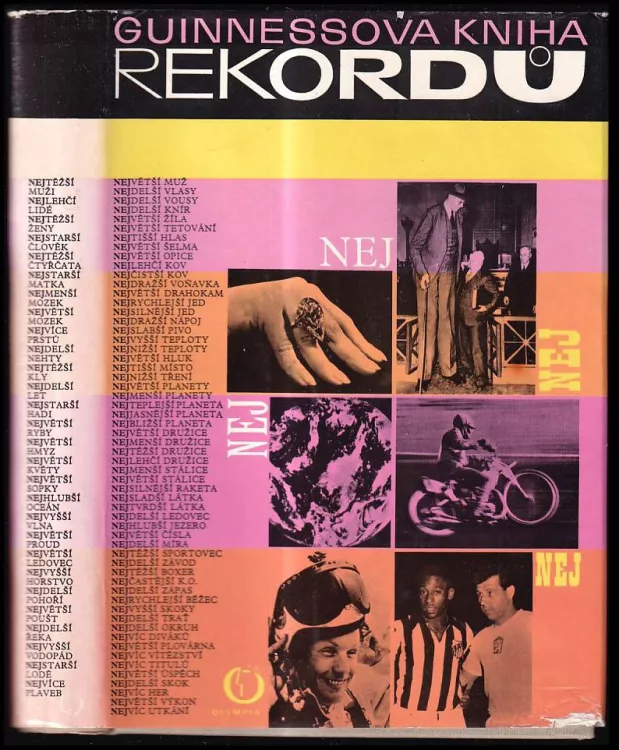 GUINNESSOVA KNIHA
REKORDŮ
NEJTĚŽŠÍ
MUŽI
NEJLEHČÍ
LIDÉ
NEJTĚŽŠÍ
ŽENY
NEJSTARŠÍ
ČLOVĚK
NEJTĚŽŠÍ
ČTYŘČATA
NEJSTARŠÍ
MATKA
NEJMENŠÍ
MOZEK
NEJVĚTŠÍ
MOZEK
NEJVÍCE
PRSTŮ
NEJDELŠÍ
NEHTY
NEJTĚŽŠÍ
KLY
NEJDELŠÍ
LET
NEJSTARŠÍ
HADI
NEJVĚTŠÍ
RYBY
NEJVĚTŠÍ
HMYZ
NEJVĚTŠÍ
KVĚTY
NEJVĚTŠÍ
SOPKY
NEJHLUBŠÍ
OCEÁN
NEJVYŠŠÍ
VLNA
NEJVĚTŠÍ
PROUD
NEJVĚTŠÍ
LEDOVEC
NEJVYŠŠÍ
HORSTVO
NEJDELŠÍ
POHOŘÍ
NEJVĚTŠÍ
POUŠŤ
NEJDELŠÍ
ŘEKA
NEJVYŠŠÍ
VODOPÁD
NEJSTARŠÍ
LODĚ
NEJVÍCE
PLAVEB
NEJVĚTŠÍ MUŽ
NEJDELŠÍ VLASY
NEJDELŠÍ VOUSY
NEJDELŠÍ KNÍR
NEJVĚTŠÍ ŽÍLA
NEJVĚTŠÍ TETOVÁNÍ
NEJTIŠŠÍ HLAS
NEJVĚTŠÍ ŠELMA
NEJVĚTŠÍ OPICE
NEJLEHČÍ KOV
NEJČISTŠÍ KOV
NEJDRAŽŠÍ VOŇAVKA
NEJVĚTŠÍ DRAHOKAM
NEJRYCHLEJŠÍ JED
NEJSILNĚJŠÍ JED
NEJDRAŽŠÍ NÁPOJ
NEJSLABŠÍ PIVO
NEJVYŠŠÍ TEPLOTY
NEJNIŽŠÍ TEPLOTY
NEJVĚTŠÍ HLUK
NEJTIŠŠÍ MÍSTO
NEJNIŽŠÍ TŘENÍ
NEJVĚTŠÍ PLANETY
NEJMENŠÍ PLANETY
NEJTEPLEJŠÍ PLANETA
NEJJASNĚJŠÍ PLANETA
NEJBLIŽŠÍ PLANETA
NEJVĚTŠÍ DRUŽICE
NEJMENŠÍ DRUŽICE
NEJTĚŽŠÍ DRUŽICE
NEJLEHČÍ DRUŽICE
NEJMENŠÍ STÁLICE
NEJVĚTŠÍ STÁLICE
NEJSILNĚJŠÍ RAKETA
NEJSLADŠÍ LÁTKA
NEJTVRDŠÍ LÁTKA
NEJDELŠÍ LEDOVEC
NEJHLUBŠÍ JEZERO
NEJVĚTŠÍ ČÍSLA
NEJDELŠÍ MÍRA
NEJTĚŽŠÍ SPORTOVEC
NEJDELŠÍ ZÁVOD
NEJTĚŽŠÍ BOXER
NEJČASTĚJŠÍ K.O.
NEJDELŠÍ ZÁPAS
NEJRYCHLEJŠÍ BĚŽEC
NEJVYŠŠÍ SKOKY
NEJDELŠÍ TRAŤ
NEJDELŠÍ OKRUH
NEJVÍC DIVÁKŮ
NEJVĚTŠÍ PLOVÁRNA
NEJVÍC VÍTĚZSTVÍ
NEJVÍC TITULŮ
NEJVĚTŠÍ ÚSPĚCH
NEJDELŠÍ SKOK
NEJVÍC HER
NEJVĚTŠÍ VÝKON
NEJVÍC UTKÁNÍ
NEJ
NEJ
NEJ
NEJ
OLYMPIA